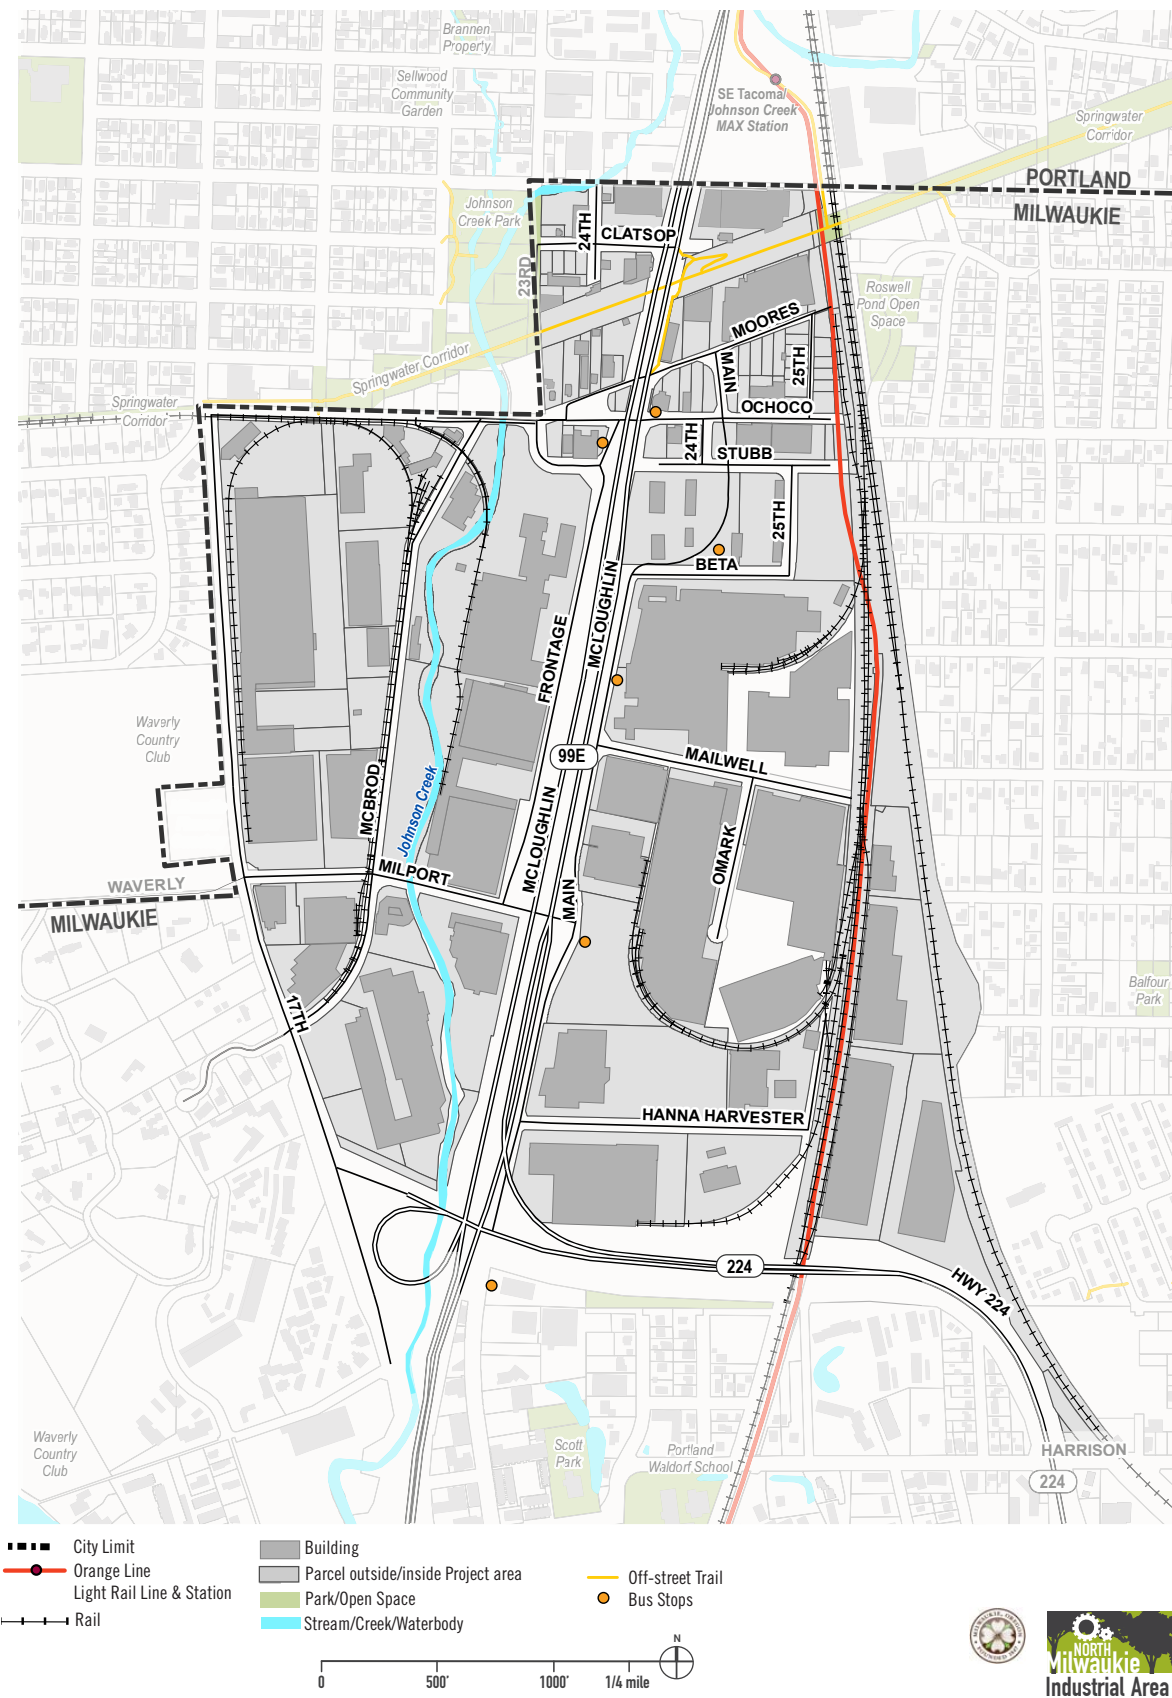 Brannen
Property
Sellwood
Community
Garden
SE Tacoma/
Johnson Creek
MAX Station
Springwater
Corridor
PORTLAND
MILWAUKIE
Johnson
Creek Park
24TH
CLATSOP
23RD
Roswell
Pond Open
Space
MOORES
MAIN
25TH
Springwater Corridor
Springwater
Corridor
OCHOCO
24TH
STUBB
25TH
BETA
MCLOUGHLIN
FRONTAGE
Waverly
Country
Club
99E
MAILWELL
MCBROD
Johnson Creek
MCLOUGHLIN
OMARK
MILPORT
MAIN
WAVERLY
MILWAUKIE
17TH
Balfour
Park
HANNA HARVESTER
224
HWY 224
Waverly
Country
Club
Scott
Park
Portland
Waldorf School
HARRISON
224
City Limit
Orange Line
Light Rail Line & Station
Rail
Building
Parcel outside/inside Project area
Park/Open Space
Stream/Creek/Waterbody
Off-street Trail
Bus Stops
N
0
500'
1000'
1/4 mile
MILWAUKIE, OREGON
NORTH
Milwaukie
Industrial Area